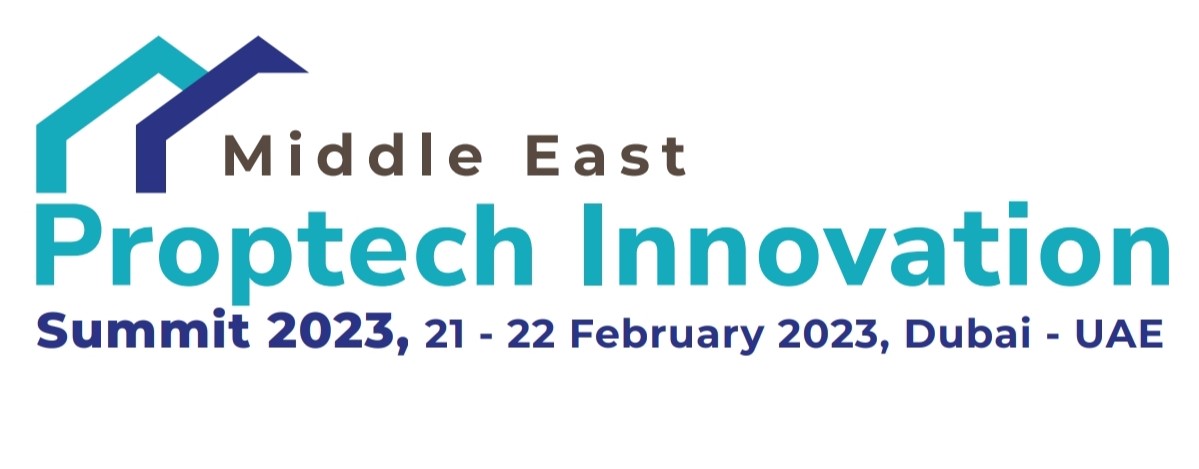 Middle East
Proptech Innovation
Summit 2023, 21 - 22 February 2023, Dubai - UAE